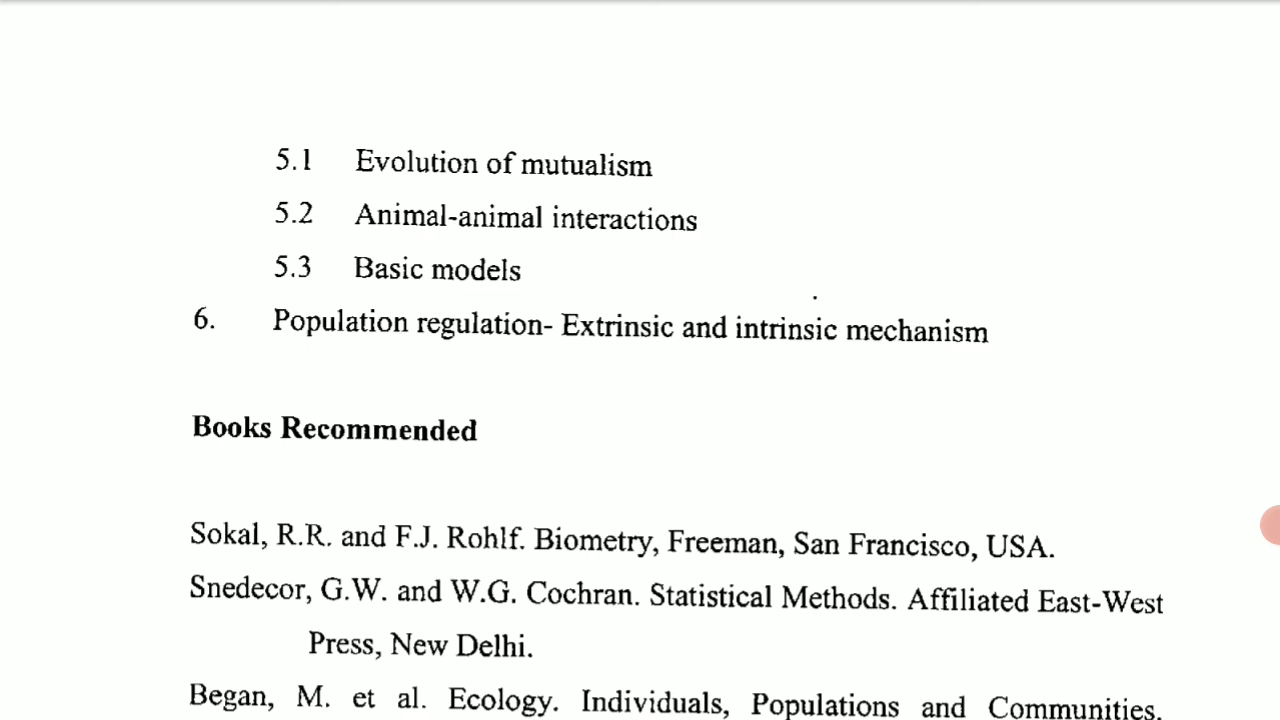 5.1 Evolution of mutualism
5.2 Animal-animal interactions
5.3 Basic models
6. Population regulation- Extrinsic and intrinsic mechanism
Books Recommended
Sokal, R.R. and F.J. Rohlf. Biometry, Freeman, San Francisco, USA.
Snedecor, G.W. and W.G. Cochran. Statistical Methods. Affiliated East-West
Press, New Delhi.
Began, M. et al. Ecology. Individuals, Populations and Communities.